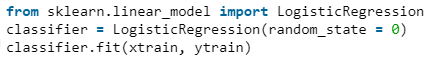 from sklearn.linear_model import LogisticRegression
classifier = LogisticRegression(random_state = 0)
classifier.fit(xtrain, ytrain)